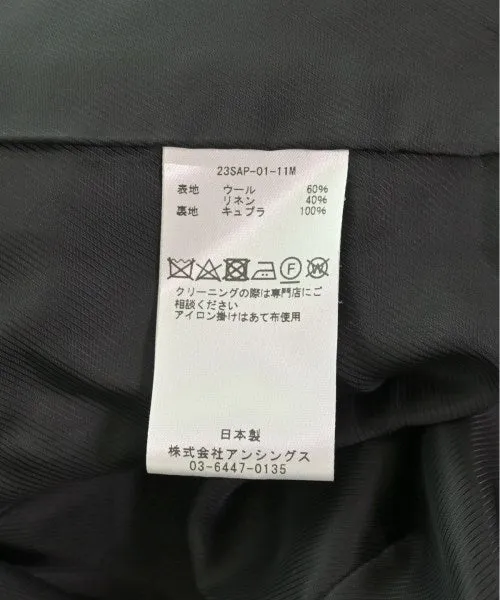 23SAP-01-11M
表地 ウール 60%
リネン 40%
裏地 キュプラ 100%
F W
クリーニングの際は専門店にご
相談ください
アイロン掛けはあて布使用
日本製
株式会社アンシングス
03-6447-0135